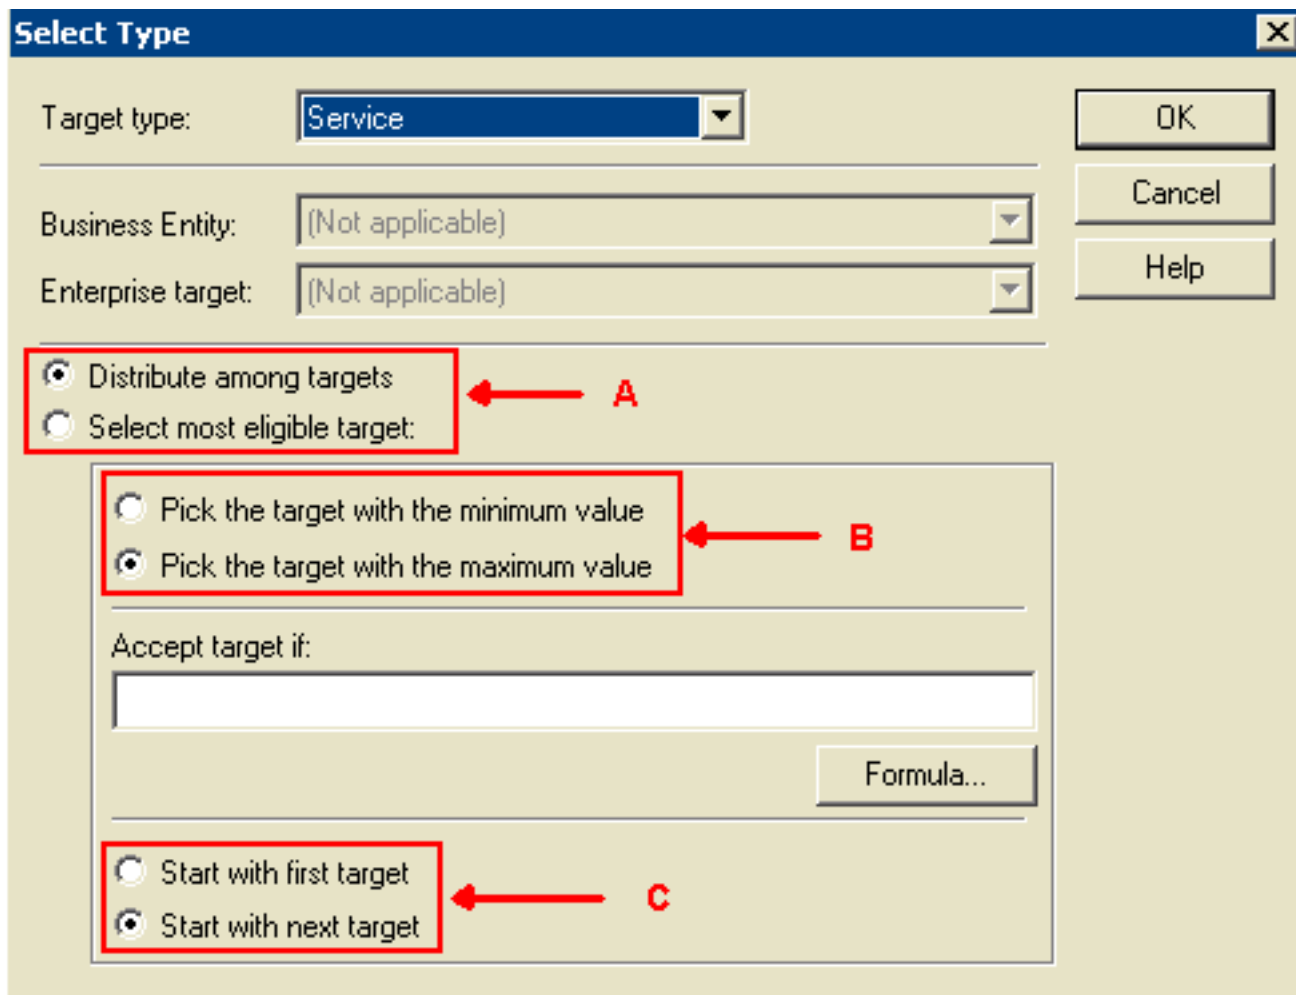 Select Type
Target type: Service OK
Cancel
Business Entity: (Not applicable)
Help
Enterprise target: (Not applicable)
Distribute among targets
A
Select most eligible target:
Pick the target with the minimum value
B
Pick the target with the maximum value
Accept target if:
Formula...
Start with first target
C
Start with next target